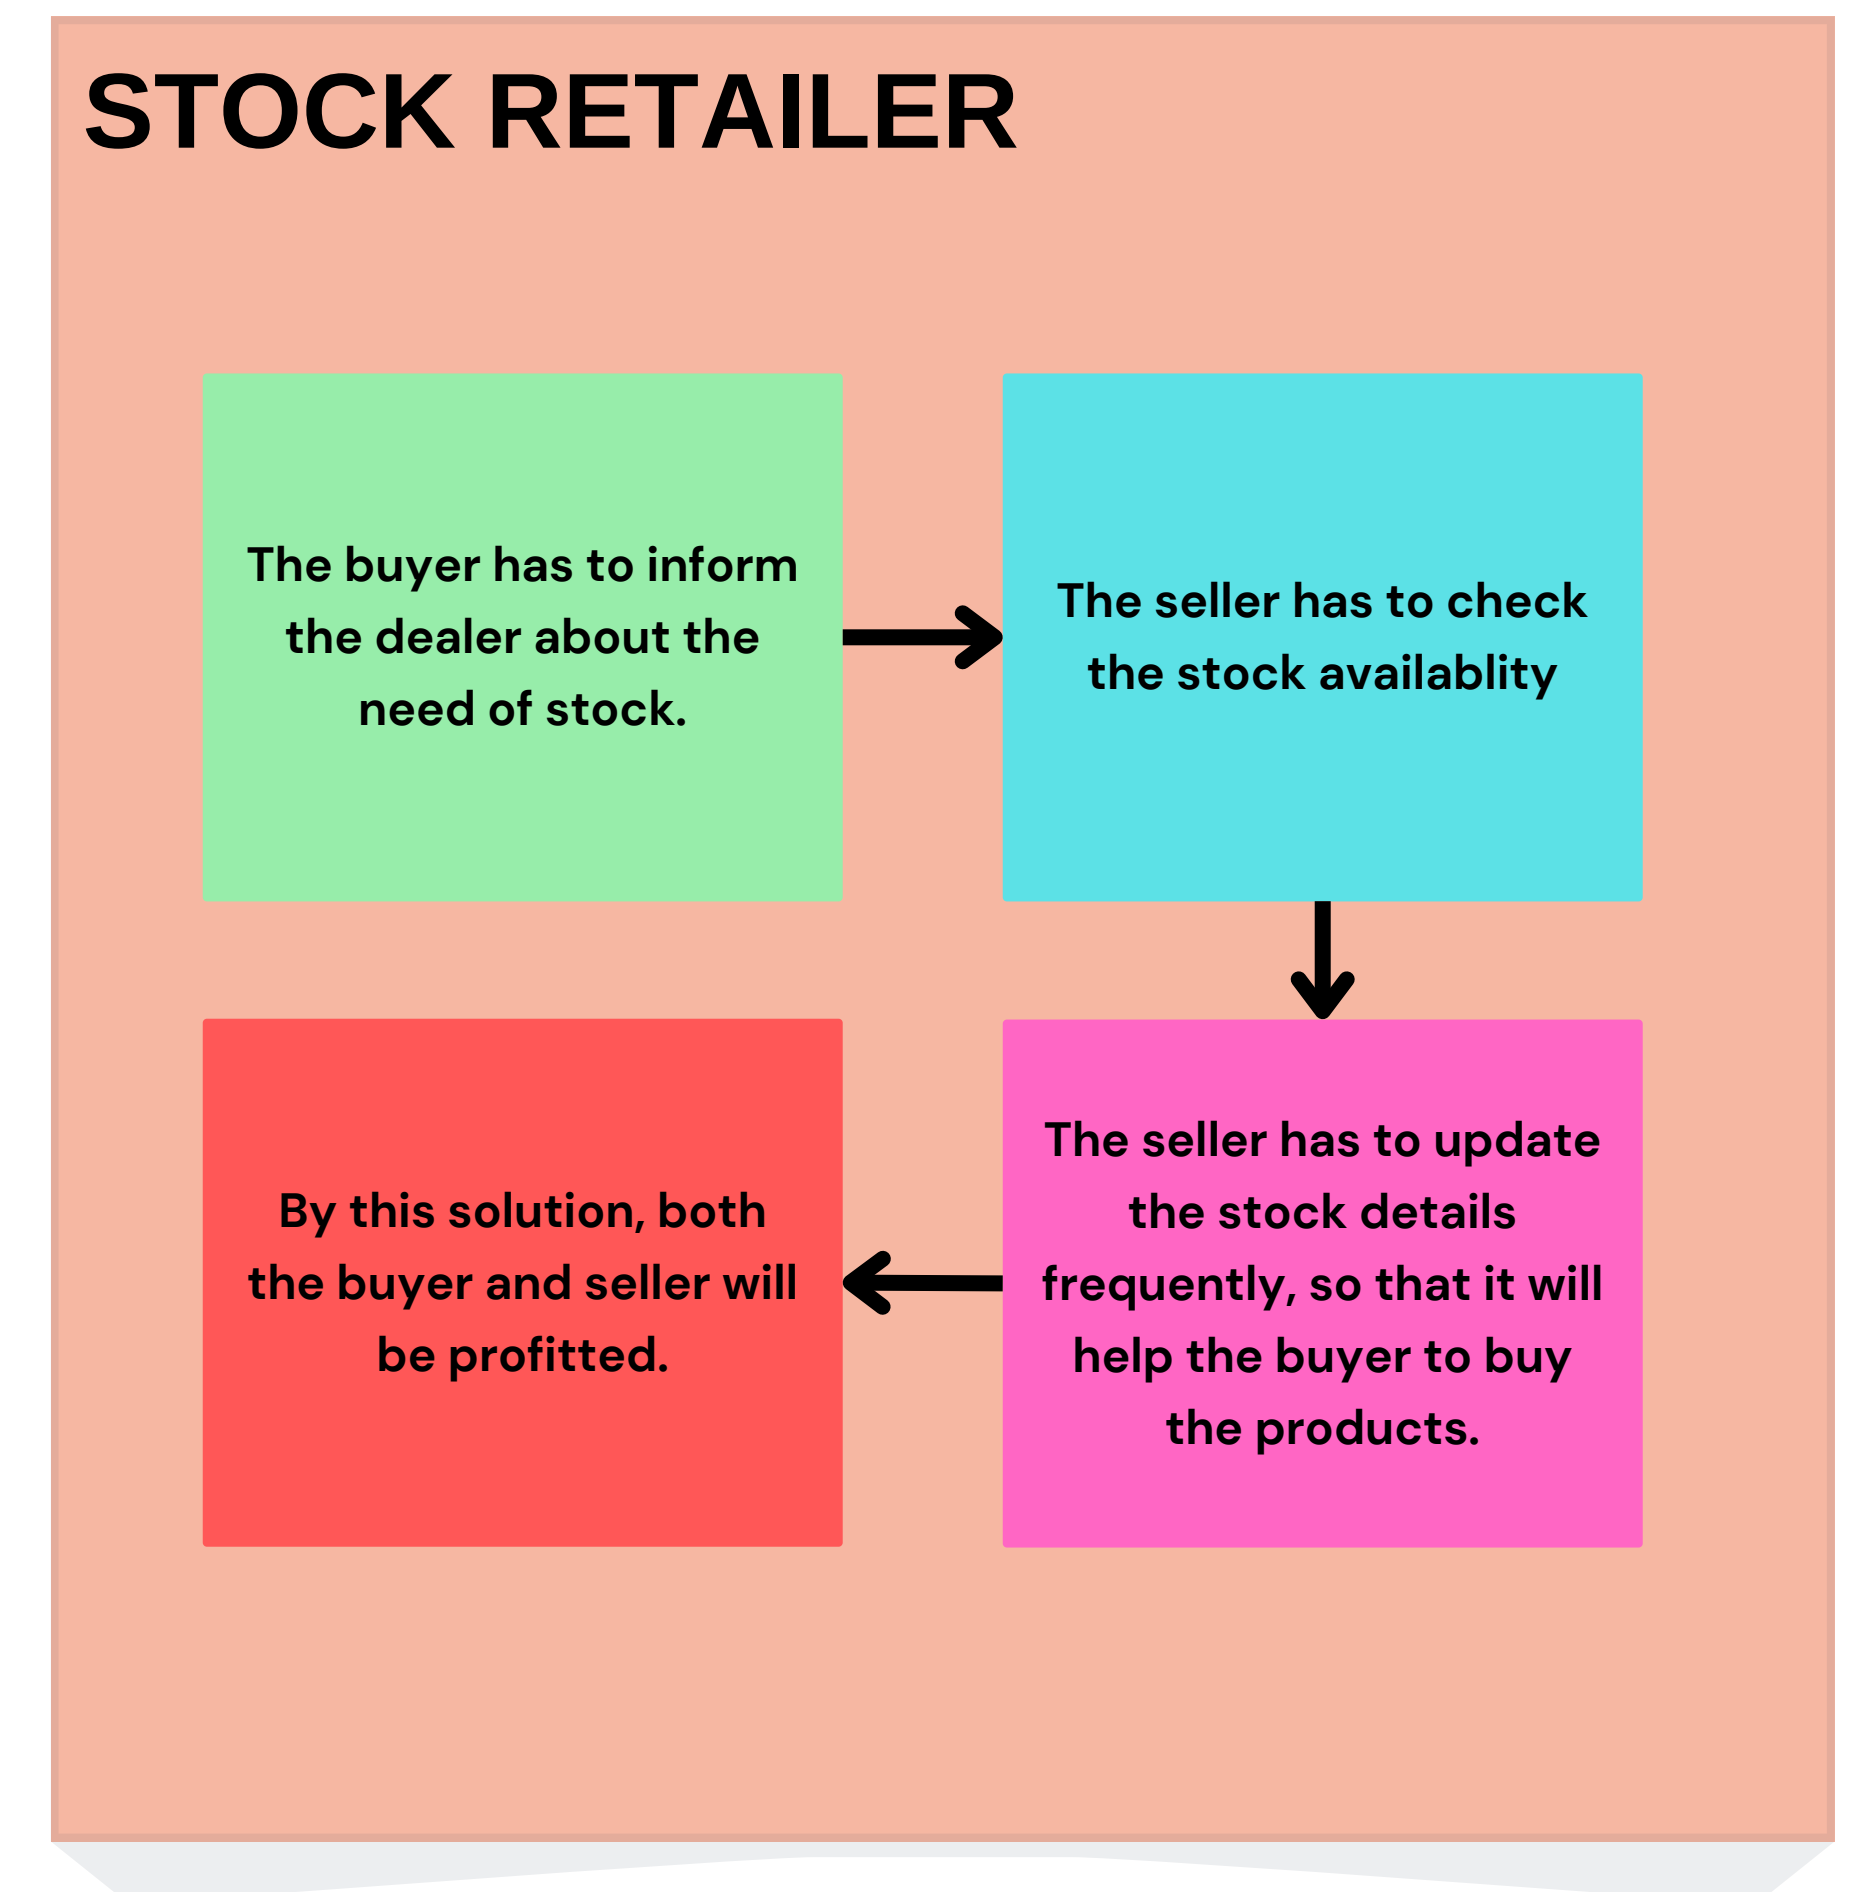 STOCK RETAILER
The buyer has to inform
the dealer about the
need of stock.
The seller has to check
the stock availablity
The seller has to update
the stock details
frequently, so that it will
help the buyer to buy
the products.
By this solution, both
the buyer and seller will
be profitted.